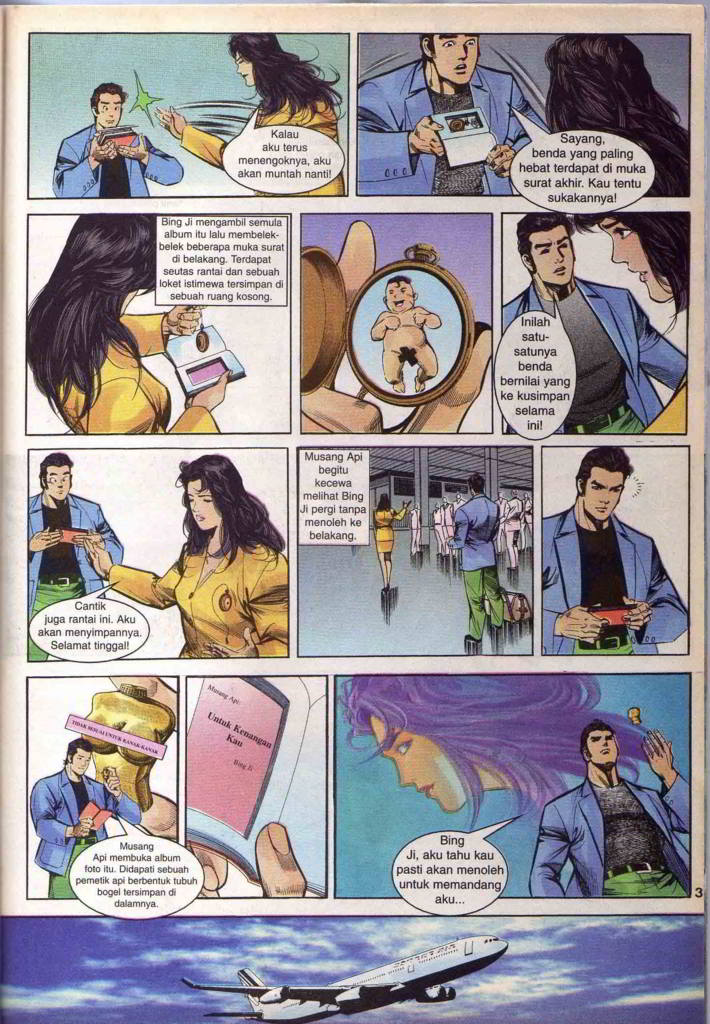 Kalau
aku terus
menengoknya, aku
akan muntah nanti!
Sayang,
benda yang paling
hebat terdapat di muka
surat akhir. Kau tentu
sukakannya!
Bing Ji mengambil semula
album itu lalu membelek-
belek beberapa muka surat
di belakang. Terdapat
seutas rantai dan sebuah
loket istimewa tersimpan di
sebuah ruang kosong.
Inilah
satu-
satunya
benda
bernilai yang
ke kusimpan
selama
ini!
Cantik
juga rantai ini. Aku
akan menyimpannya.
Selamat tinggal!
Musang Api
begitu
kecewa
melihat Bing
Ji pergi tanpa
menoleh ke
belakang.
TIDAK SESUAI UNTUK KANAK-KANAK
Musang
Api membuka album
foto itu. Didapati sebuah
pemetik api berbentuk tubuh
bogel tersimpan di
dalamnya.
Musang Api:
Untuk Kenangan
Kau
Bing Ji
Bing
Ji, aku tahu kau
pasti akan menoleh
untuk memandang
aku...
3